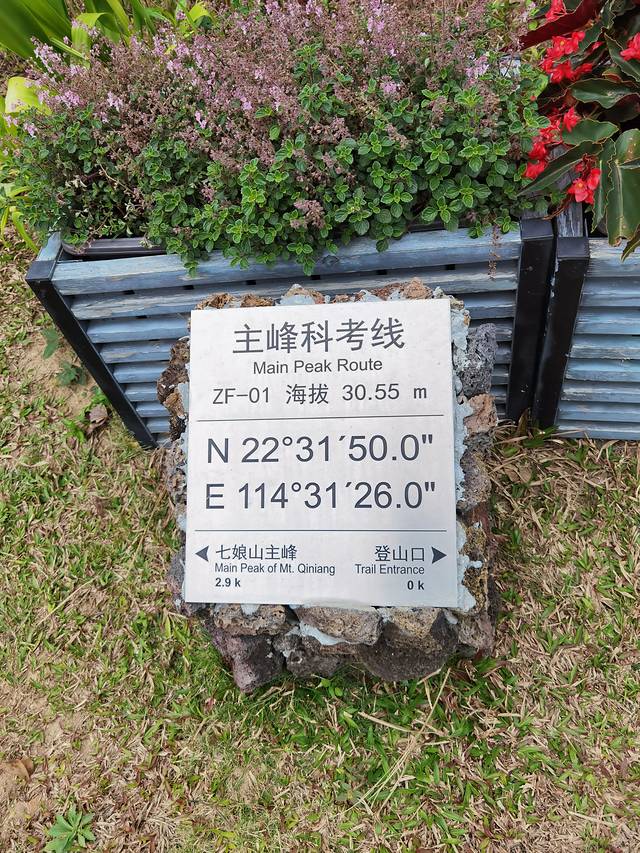 主峰科考线
Main Peak Route
ZF-01 海拔 30.55 m
N 22°31′50.0"
E 114°31′26.0"
◀ 七娘山主峰 登山口 ▶
Main Peak of Mt. Qiniang Trail Entrance
2.9 k 0 k